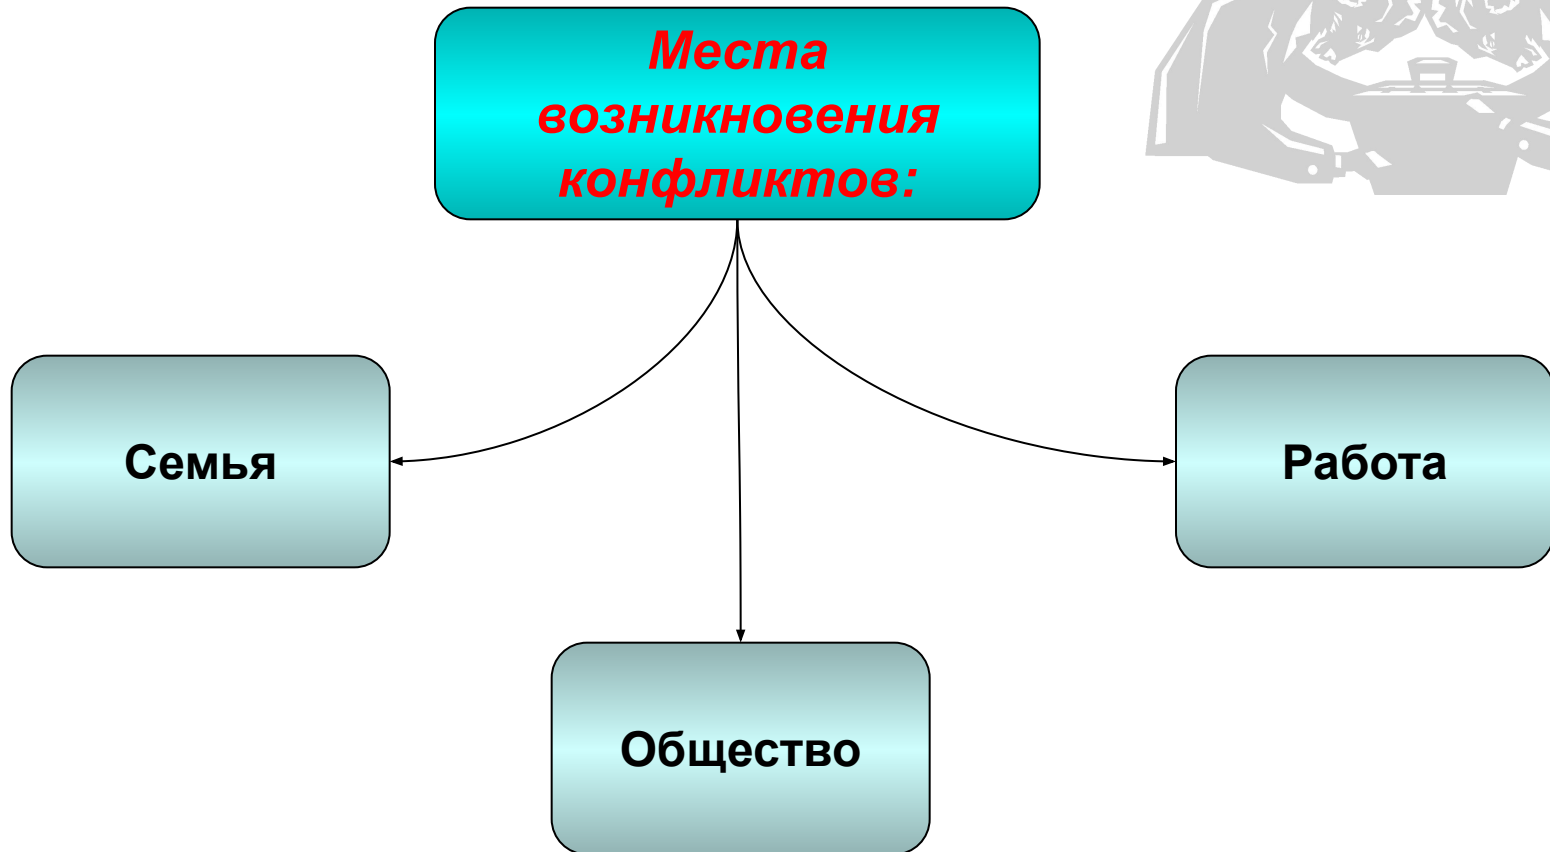 Места
возникновения
конфликтов:
Семья
Работа
Общество